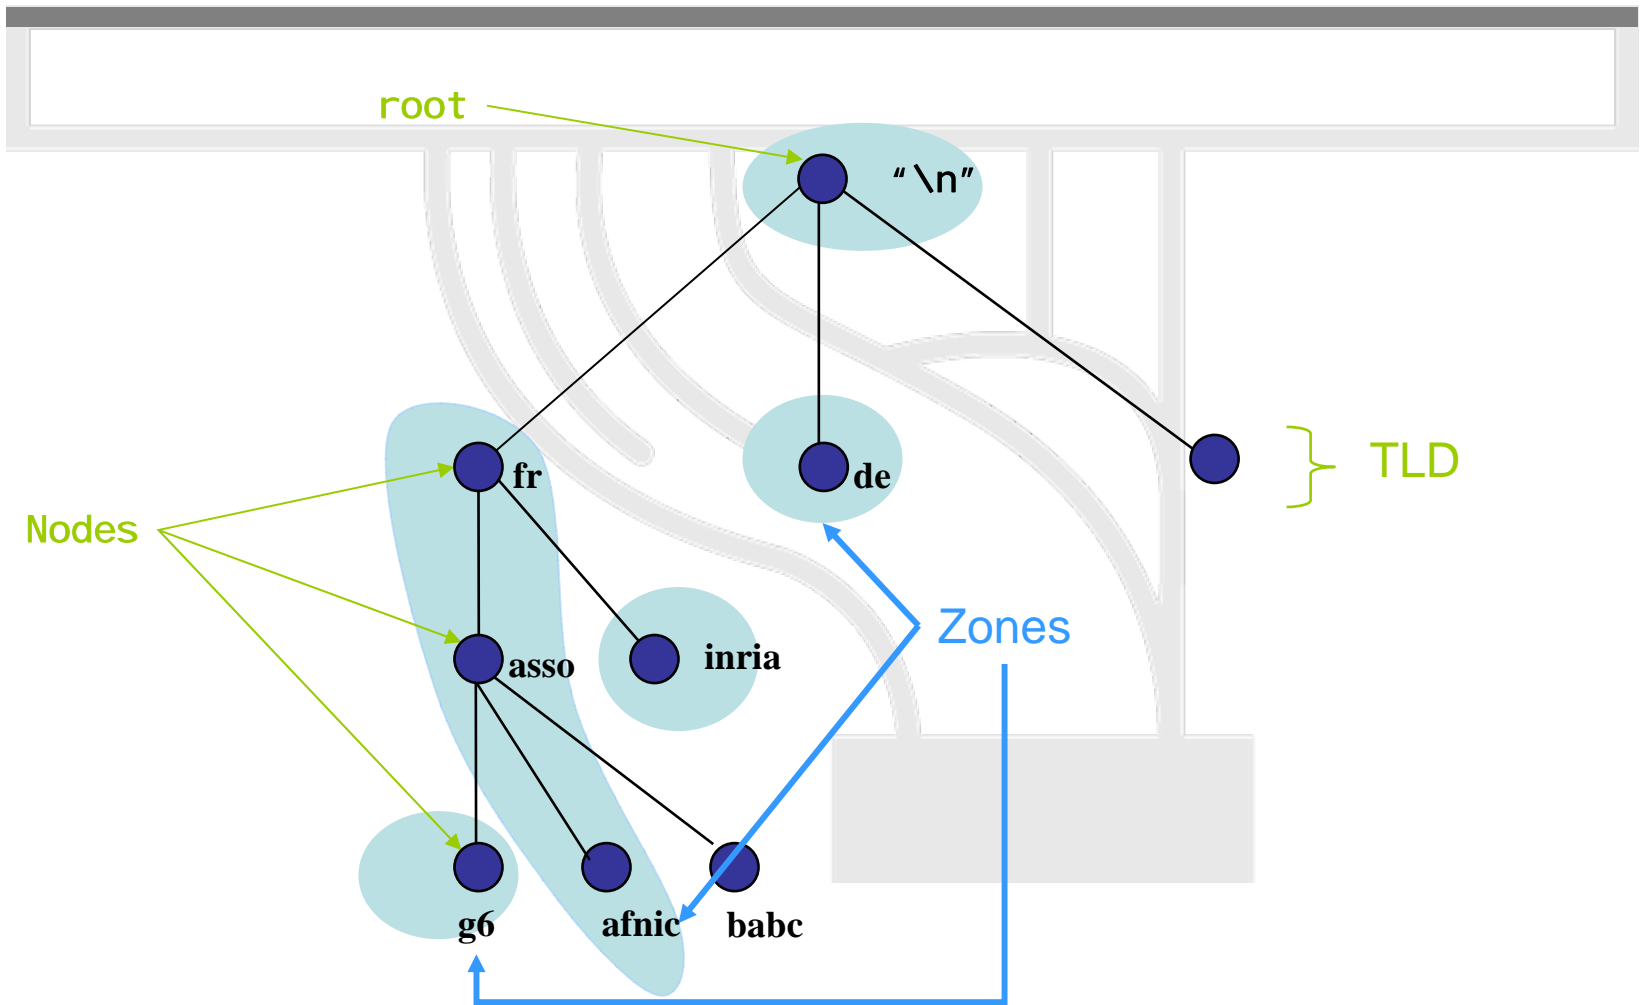 root
“\n”
fr
de
TLD
Nodes
Zones
asso
inria
g6
afnic
babc